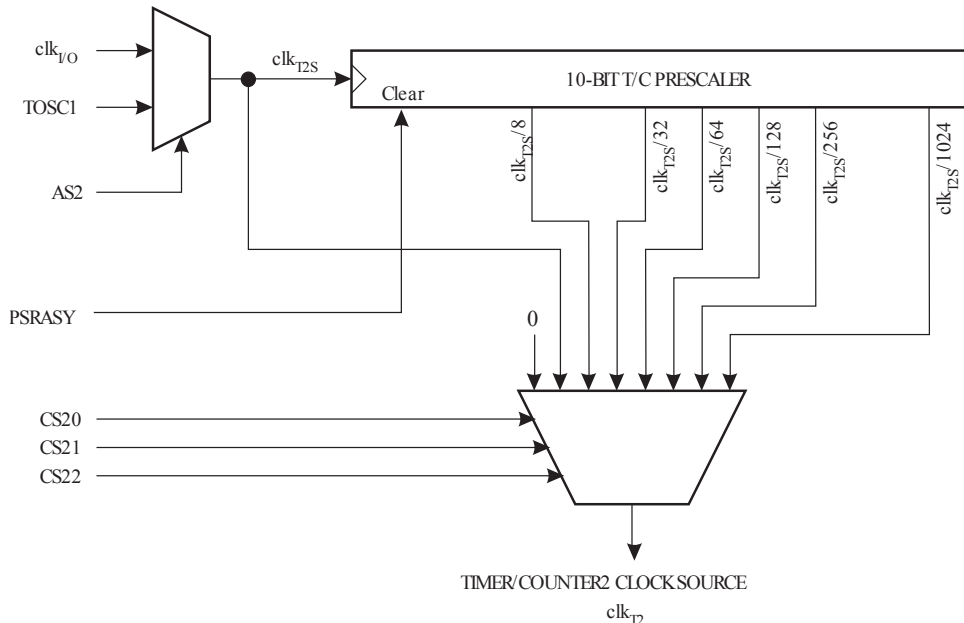 clkI/O
TOSC1
AS2
PSRASY
clkT2S
10-BIT T/C PRESCALER
Clear
clkT2S/8
clkT2S/32
clkT2S/64
clkT2S/128
clkT2S/256
clkT2S/1024
0
CS20
CS21
CS22
TIMER/COUNTER2 CLOCK SOURCE
clkT2